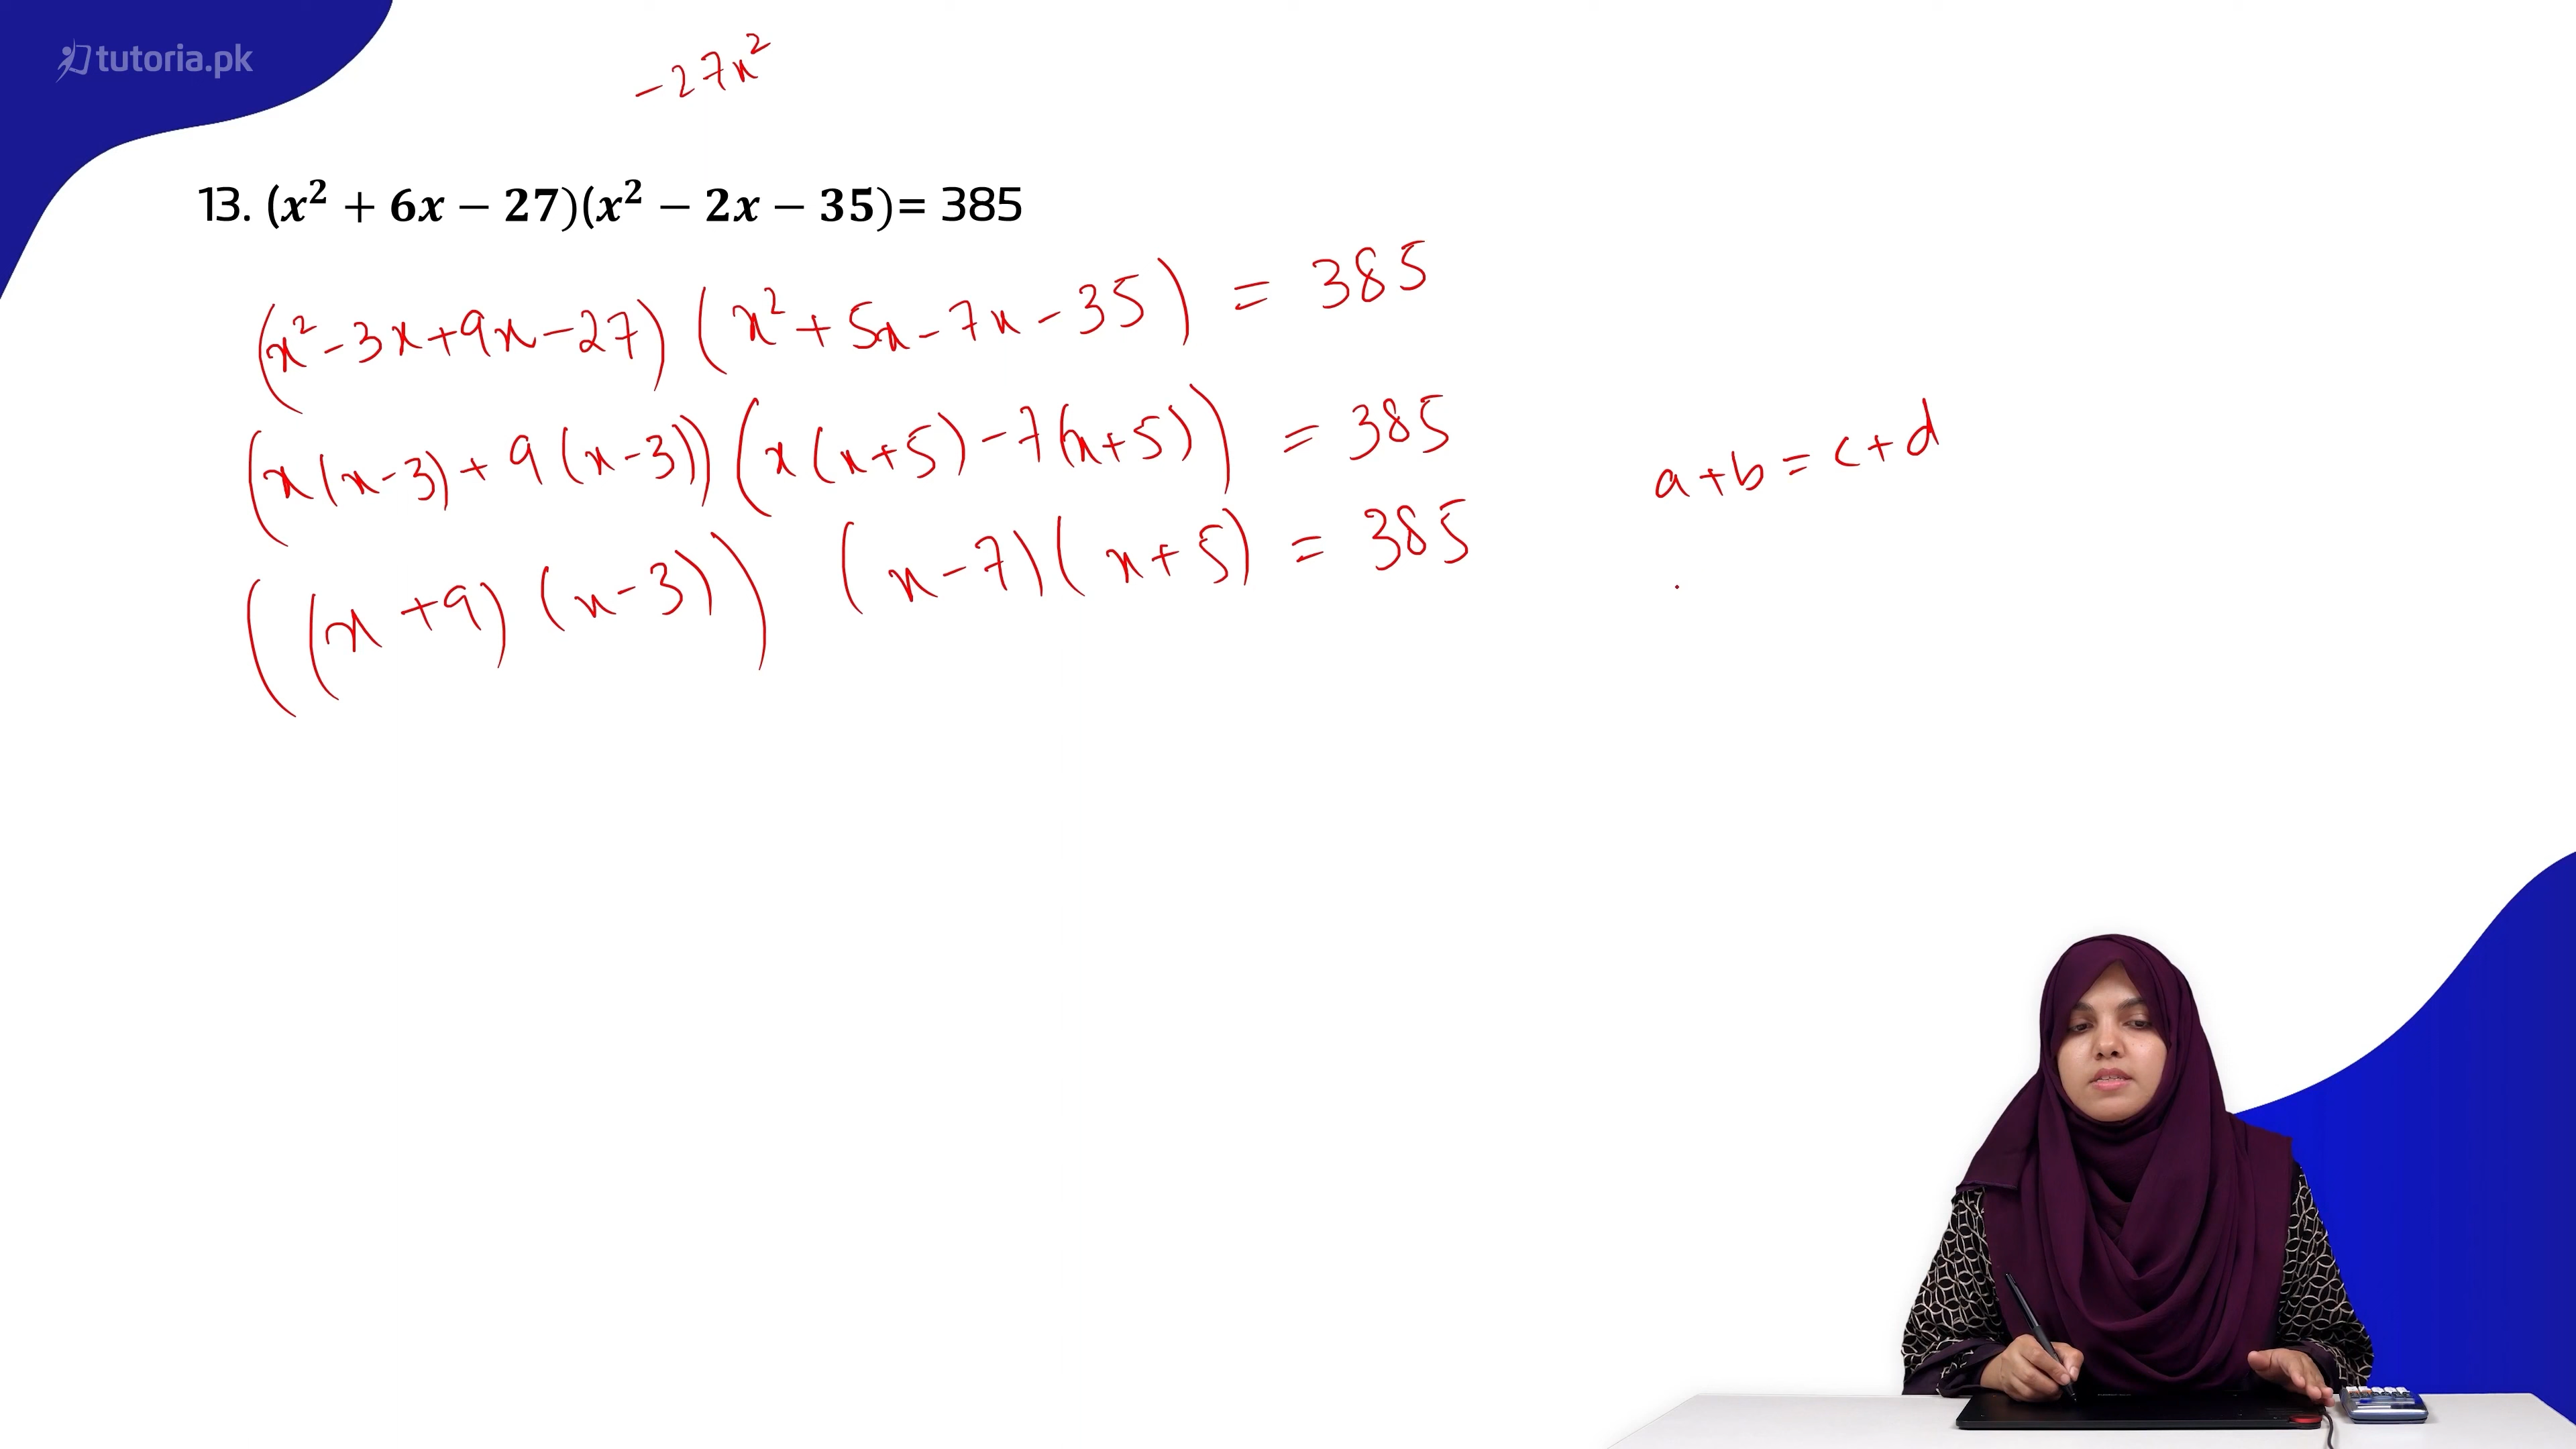 tutoria.pk
-27x²
13. (x² + 6x − 27)(x² − 2x − 35)= 385
(x²-3x+9x-27) (x²+5x-7x-35) = 385
(x(x-3)+9(x-3))(x(x+5)-7(x+5)) = 385
a+b=c+d
((x+9)(x-3)) (x-7)(x+5) = 385